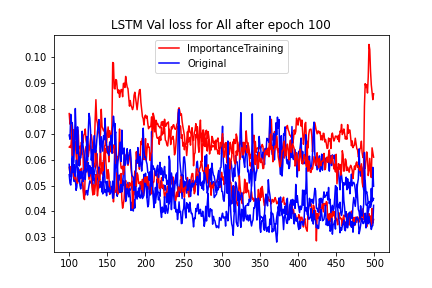 LSTM Val loss for All after epoch 100
ImportanceTraining
Original
0.10
0.09
0.08
0.07
0.06
0.05
0.04
0.03
100 150 200 250 300 350 400 450 500